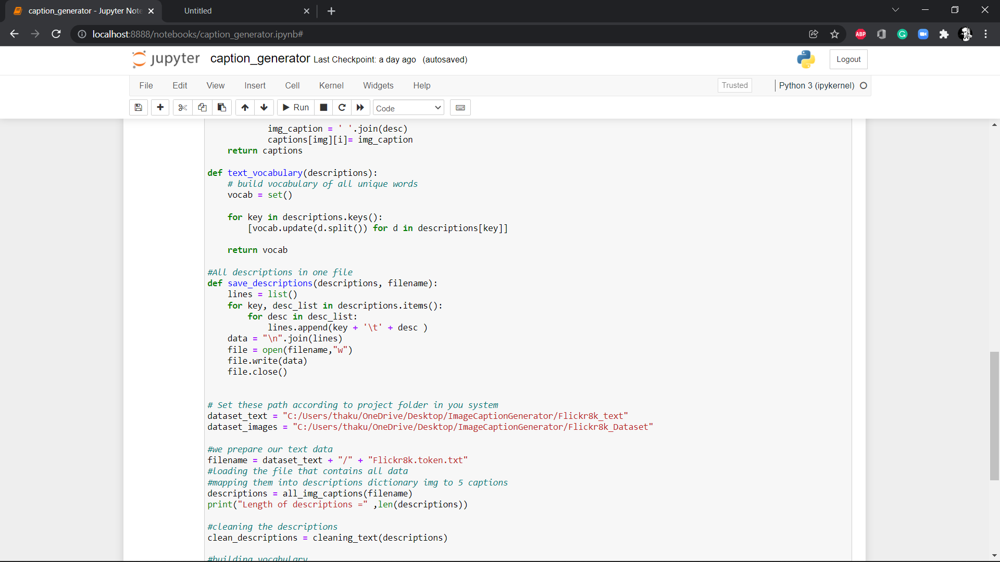 caption_generator - Jupyter Note
Untitled
localhost:8888/notebooks/caption_generator.ipynb#
ABP
jupyter caption_generator Last Checkpoint: a day ago (autosaved)
Logout
File Edit View Insert Cell Kernel Widgets Help
Trusted
Python 3 (ipykernel)
Run
Code
            img_caption = ' '.join(desc)
            captions[img][i]= img_caption
    return captions
def text_vocabulary(descriptions):
    # build vocabulary of all unique words
    vocab = set()
    for key in descriptions.keys():
        [vocab.update(d.split()) for d in descriptions[key]]
    return vocab
#All descriptions in one file
def save_descriptions(descriptions, filename):
    lines = list()
    for key, desc_list in descriptions.items():
        for desc in desc_list:
            lines.append(key + '\t' + desc )
    data = "\n".join(lines)
    file = open(filename,"w")
    file.write(data)
    file.close()
# Set these path according to project folder in you system
dataset_text = "C:/Users/thaku/OneDrive/Desktop/ImageCaptionGenerator/Flickr8k_text"
dataset_images = "C:/Users/thaku/OneDrive/Desktop/ImageCaptionGenerator/Flickr8k_Dataset"
#we prepare our text data
filename = dataset_text + "/" + "Flickr8k.token.txt"
#loading the file that contains all data
#mapping them into descriptions dictionary img to 5 captions
descriptions = all_img_captions(filename)
print("Length of descriptions =" ,len(descriptions))
#cleaning the descriptions
clean_descriptions = cleaning_text(descriptions)
#building vocabulary